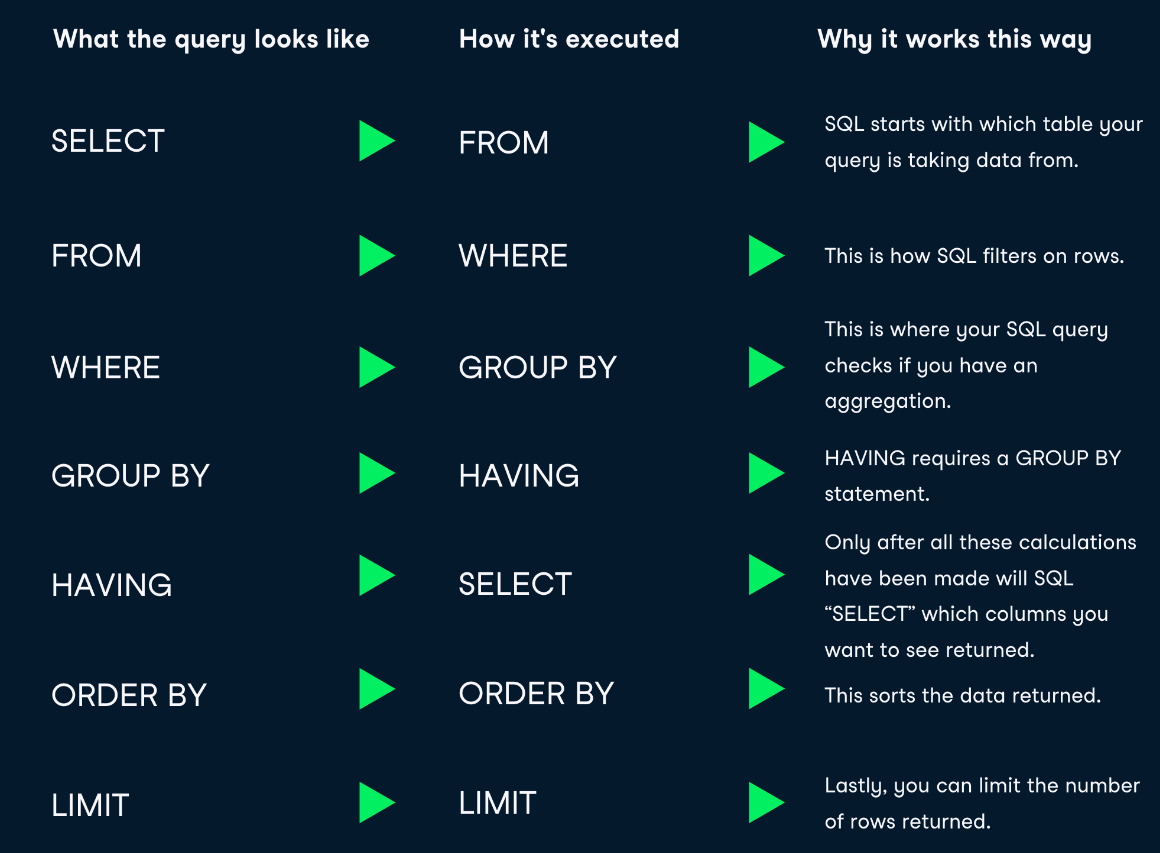 What the query looks like
How it's executed
Why it works this way
SELECT
FROM
SQL starts with which table your
query is taking data from.
FROM
WHERE
This is how SQL filters on rows.
WHERE
GROUP BY
This is where your SQL query
checks if you have an
aggregation.
GROUP BY
HAVING
HAVING requires a GROUP BY
statement.
HAVING
SELECT
Only after all these calculations
have been made will SQL
“SELECT” which columns you
want to see returned.
ORDER BY
ORDER BY
This sorts the data returned.
LIMIT
LIMIT
Lastly, you can limit the number
of rows returned.